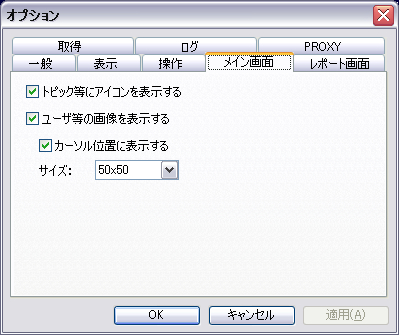 オプション
取得 ログ PROXY
一般 表示 操作 メイン画面 レポート画面
トピック等にアイコンを表示する
ユーザ等の画像を表示する
カーソル位置に表示する
サイズ: 50x50
OK キャンセル 適用(A)